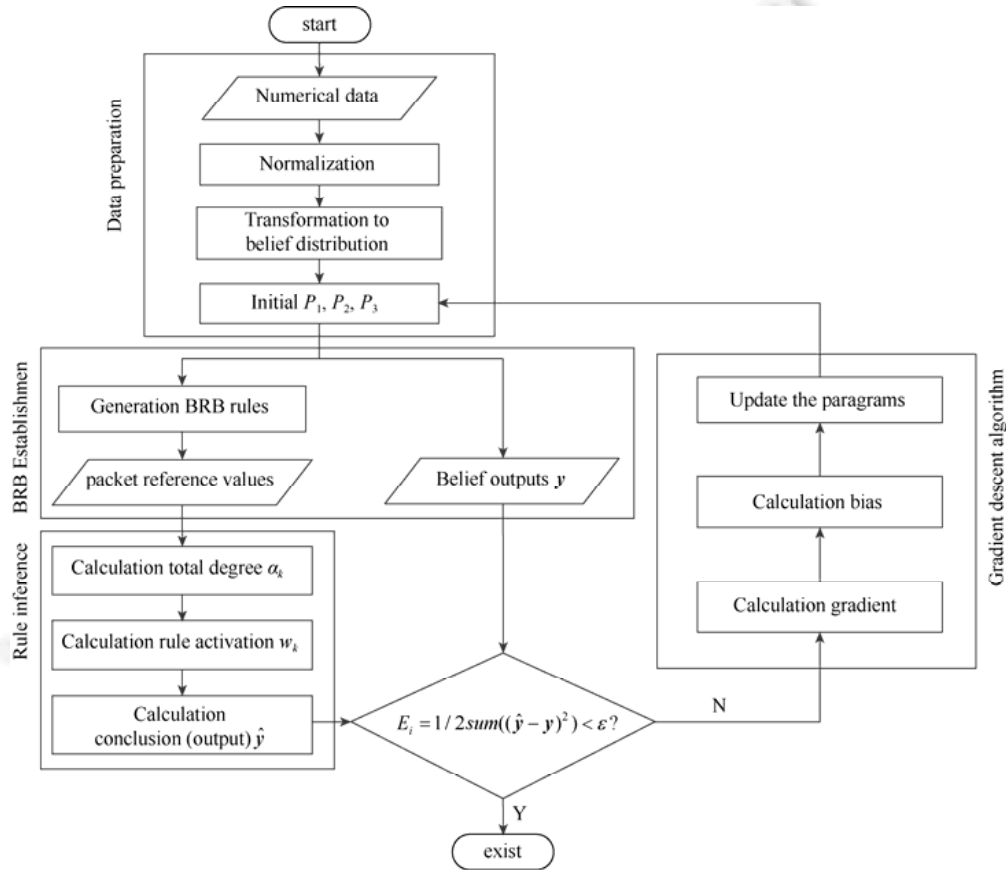 start
Data preparation
Numerical data
Normalization
Transformation to
belief distribution
Initial P₁, P₂, P₃
BRB Establishmen
Generation BRB rules
packet reference values
Belief outputs y
Rule inference
Calculation total degree αₖ
Calculation rule activation wₖ
Calculation
conclusion (output) ŷ
Eᵢ = 1/2sum((ŷ − y)²) < ε?
N
Y
exist
Gradient descent algorithm
Update the paragrams
Calculation bias
Calculation gradient